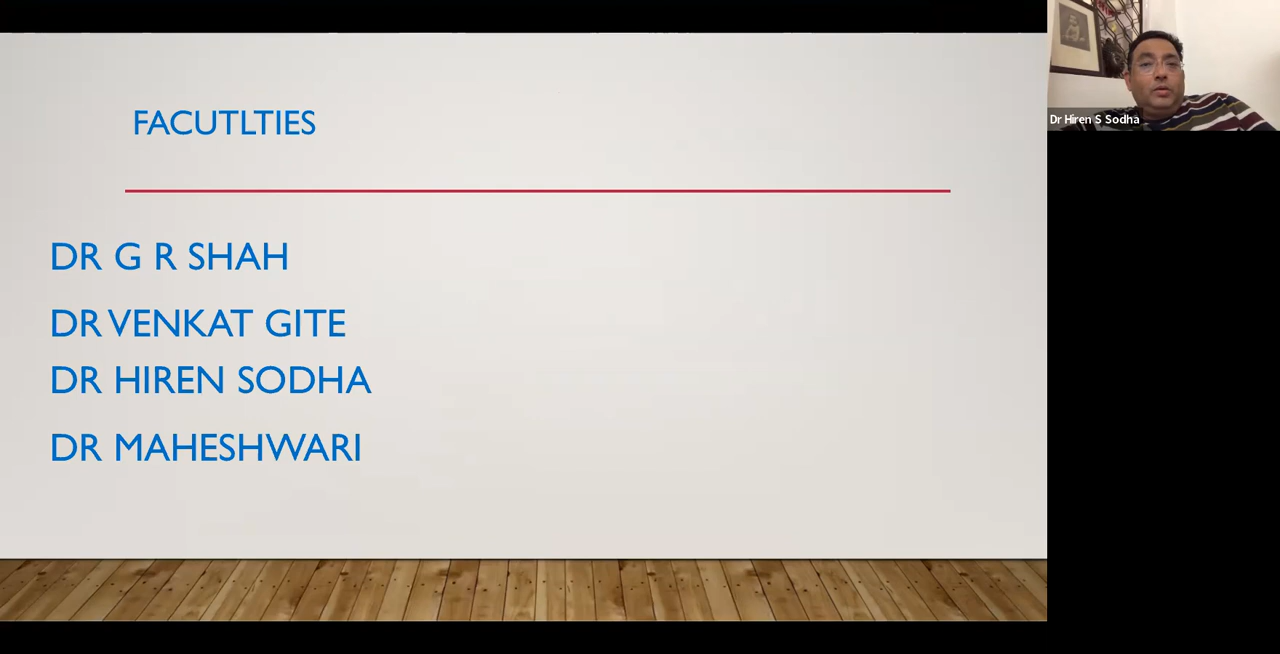 FACUTLTIES
DR G R SHAH
DR VENKAT GITE
DR HIREN SODHA
DR MAHESHWARI
Dr Hiren S Sodha